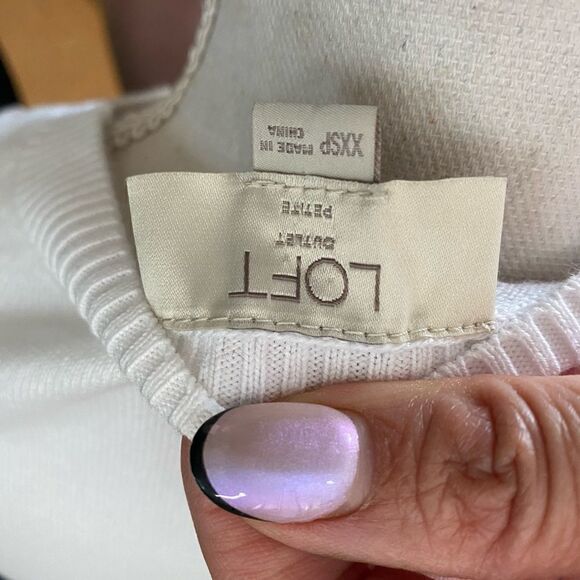 LOFT
OUTLET
PETITE
XXSP MADE IN
CHINA